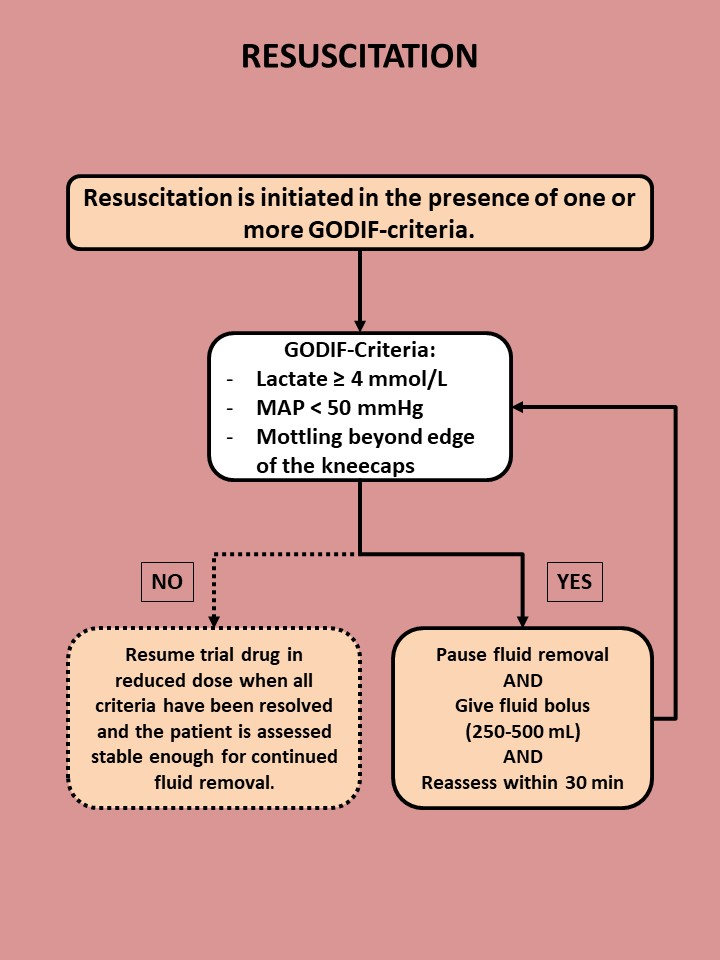 RESUSCITATION
Resuscitation is initiated in the presence of one or
more GODIF-criteria.
GODIF-Criteria:
- Lactate ≥ 4 mmol/L
- MAP < 50 mmHg
- Mottling beyond edge
of the kneecaps
NO
YES
Resume trial drug in
reduced dose when all
criteria have been resolved
and the patient is assessed
stable enough for continued
fluid removal.
Pause fluid removal
AND
Give fluid bolus
(250-500 mL)
AND
Reassess within 30 min